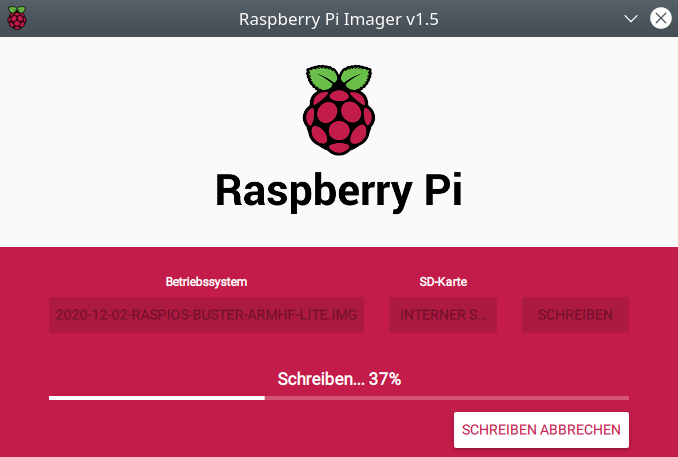 Raspberry Pi Imager v1.5
Raspberry Pi
Betriebssystem
SD-Karte
2020-12-02-RASPIOS-BUSTER-ARMHF-LITE.IMG
INTERNER S...
SCHREIBEN
Schreiben... 37%
SCHREIBEN ABBRECHEN